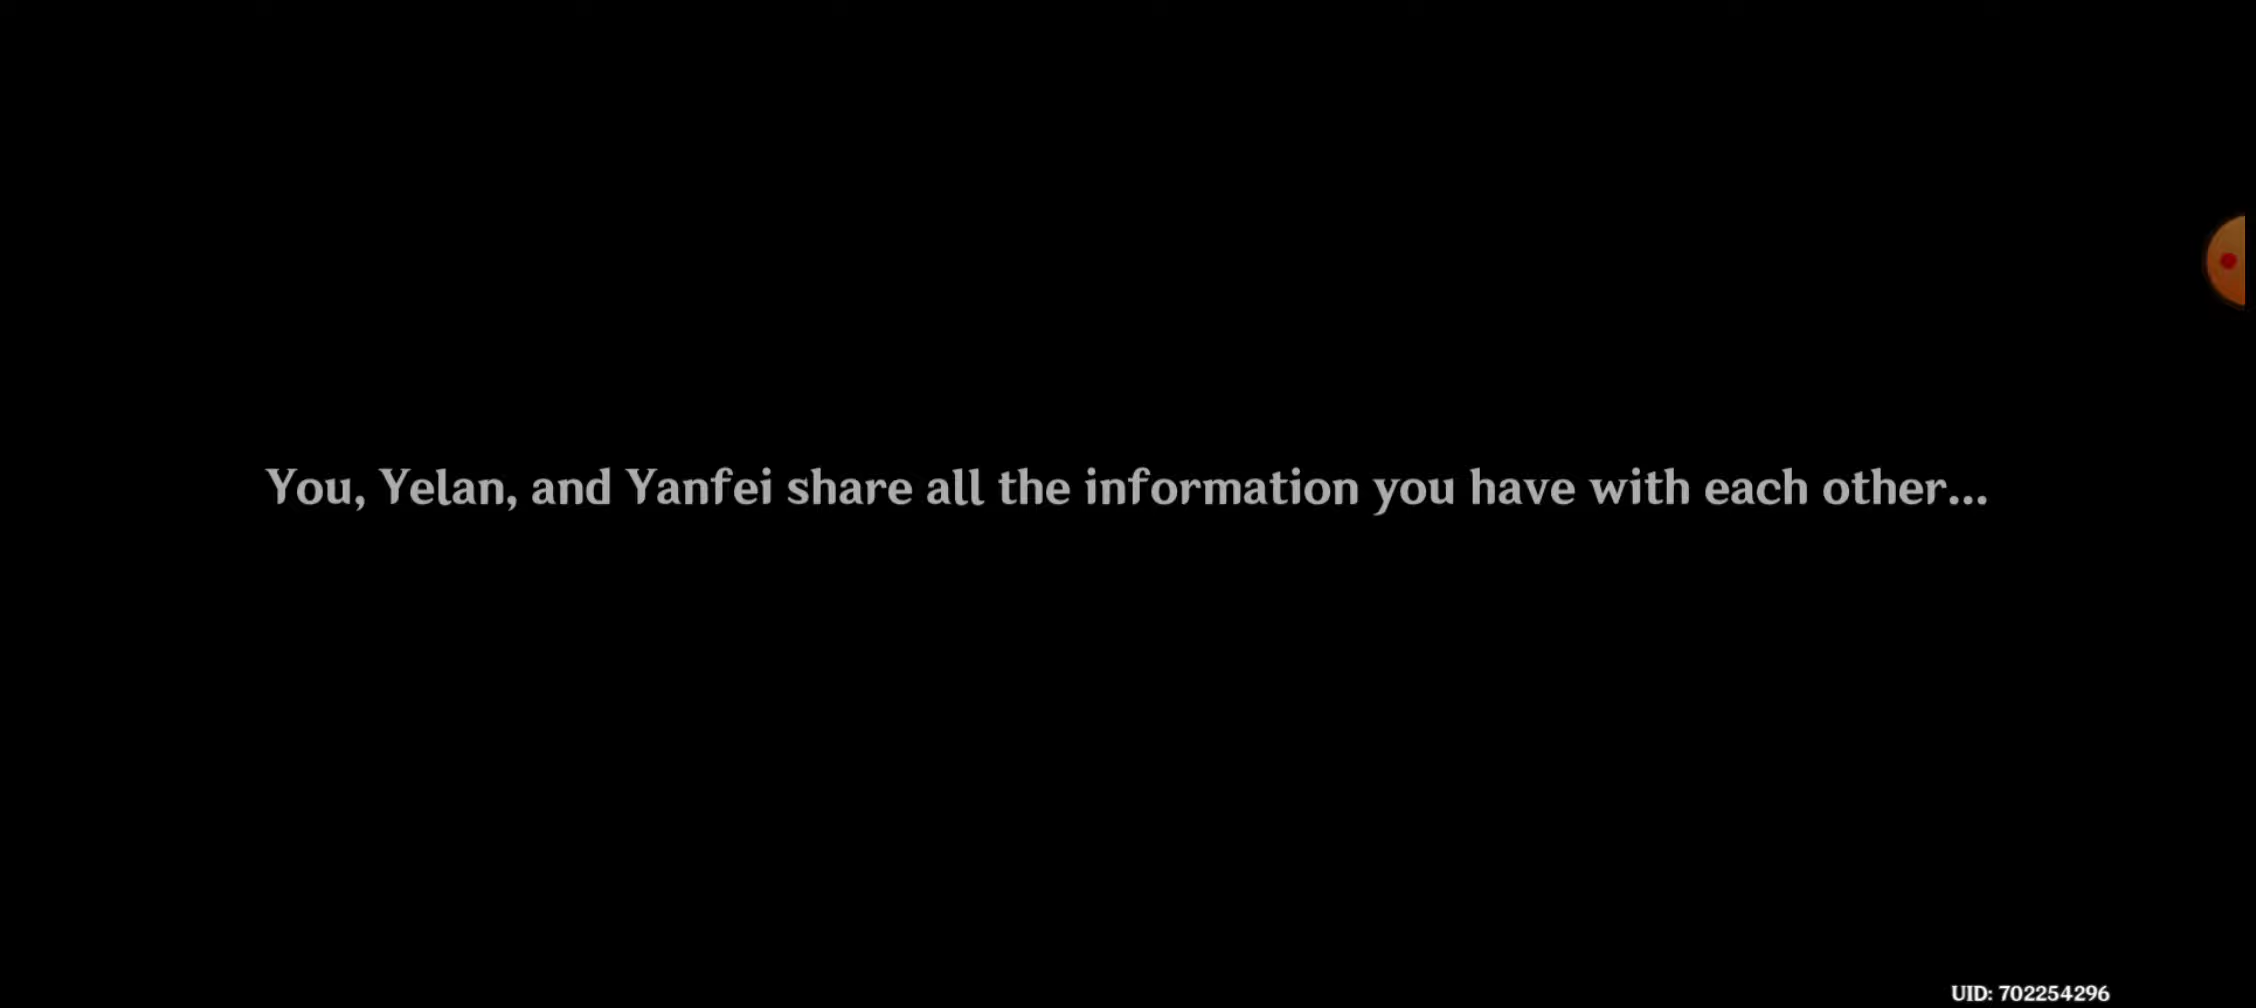 You, Yelan, and Yanfei share all the information you have with each other...
UID: 702254296